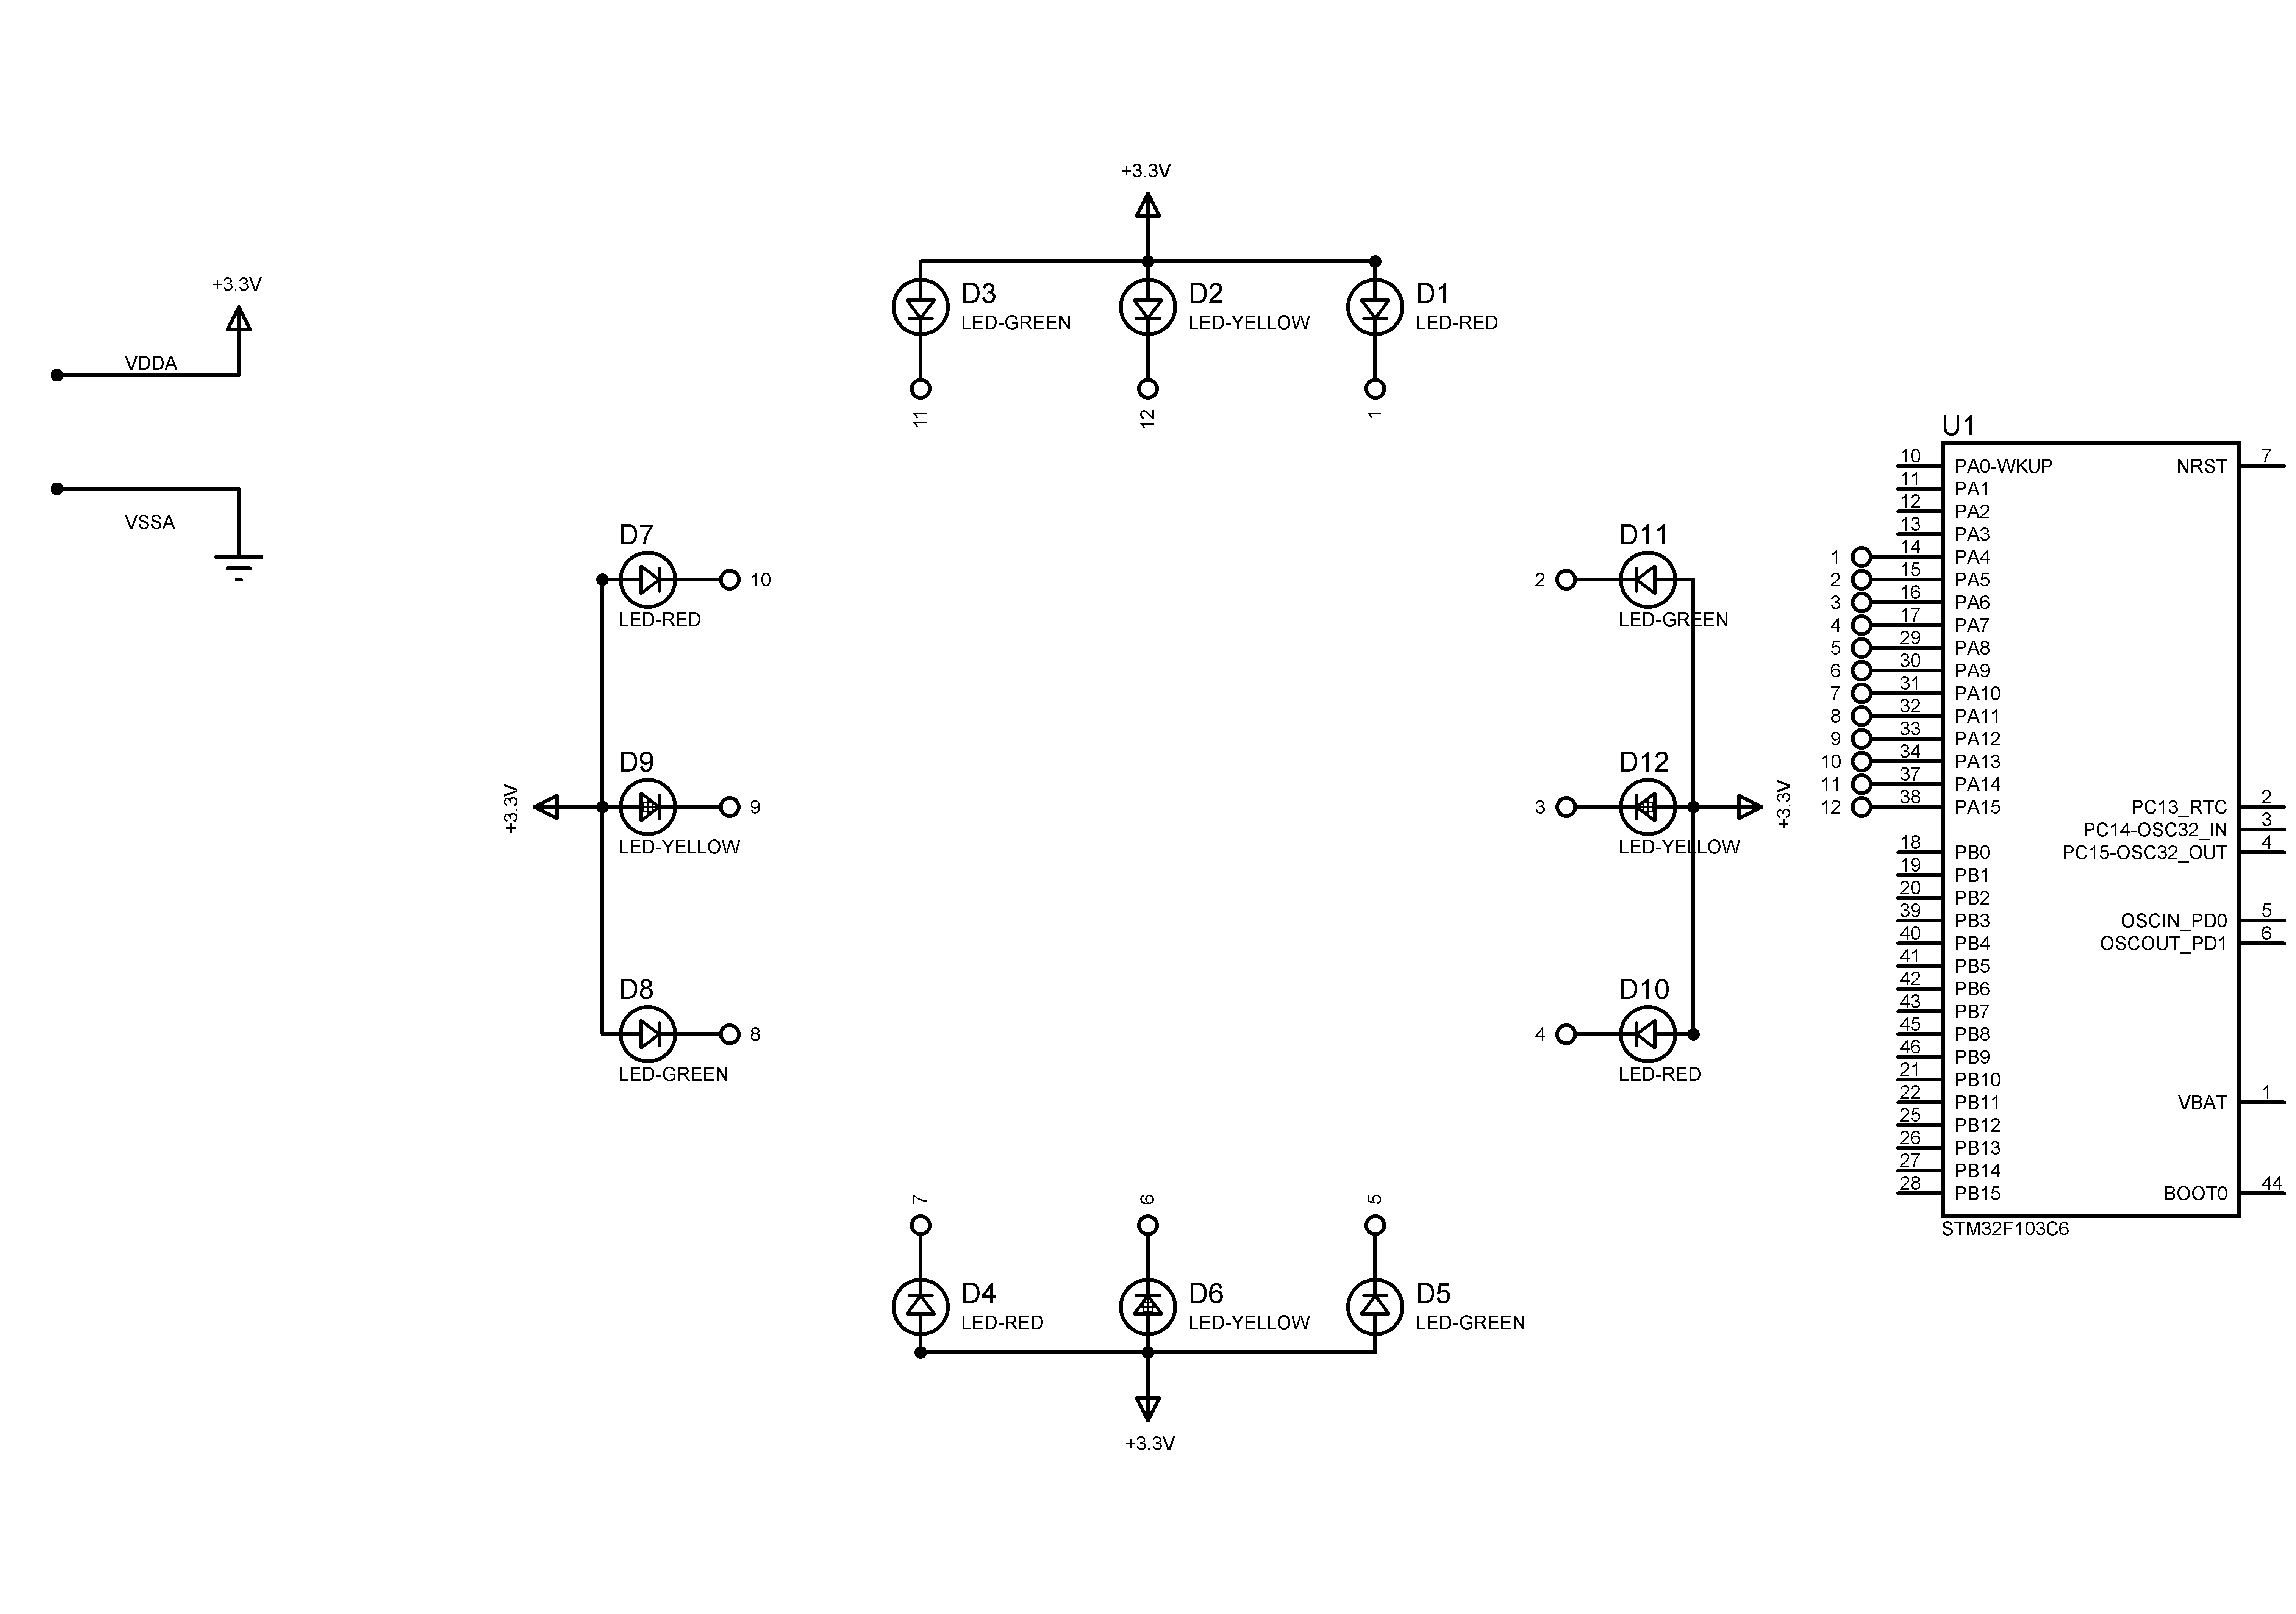 +3.3V
D3
LED-GREEN
D2
LED-YELLOW
D1
LED-RED
11
12
1
+3.3V
VDDA
VSSA
D7
10
LED-RED
D9
9
LED-YELLOW
+3.3V
D8
8
LED-GREEN
D11
2
LED-GREEN
D12
3
LED-YELLOW
+3.3V
D10
4
LED-RED
7
6
5
D4
LED-RED
D6
LED-YELLOW
D5
LED-GREEN
+3.3V
U1
10 PA0-WKUP NRST 7
11 PA1
12 PA2
13 PA3
1 14 PA4
2 15 PA5
3 16 PA6
4 17 PA7
5 29 PA8
6 30 PA9
7 31 PA10
8 32 PA11
9 33 PA12
10 34 PA13
11 37 PA14
12 38 PA15 PC13_RTC 2
PC14-OSC32_IN 3
18 PB0 PC15-OSC32_OUT 4
19 PB1
20 PB2
39 PB3 OSCIN_PD0 5
40 PB4 OSCOUT_PD1 6
41 PB5
42 PB6
43 PB7
45 PB8
46 PB9
21 PB10
22 PB11 VBAT 1
25 PB12
26 PB13
27 PB14
28 PB15 BOOT0 44
STM32F103C6